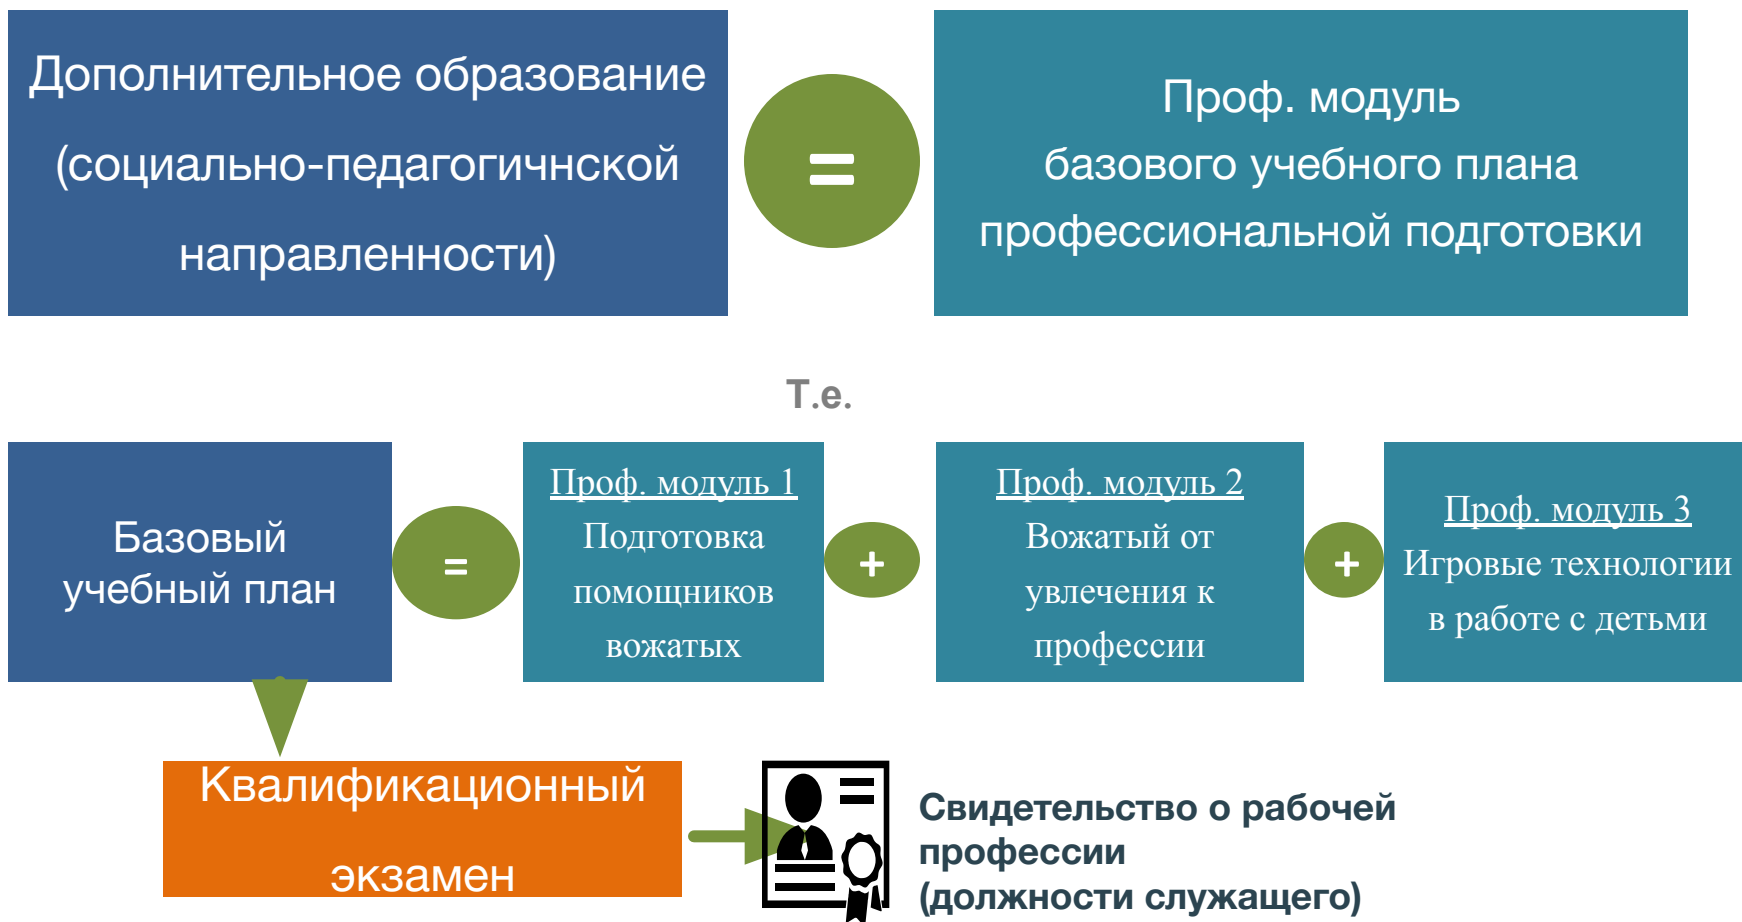 Дополнительное образование
(социально-педагогичнской
направленности)
=
Проф. модуль
базового учебного плана
профессиональной подготовки
Т.е.
Базовый
учебный план
=
Проф. модуль 1
Подготовка
помощников
вожатых
+
Проф. модуль 2
Вожатый от
увлечения к
профессии
+
Проф. модуль 3
Игровые технологии
в работе с детьми
Квалификационный
экзамен
Свидетельство о рабочей
профессии
(должности служащего)